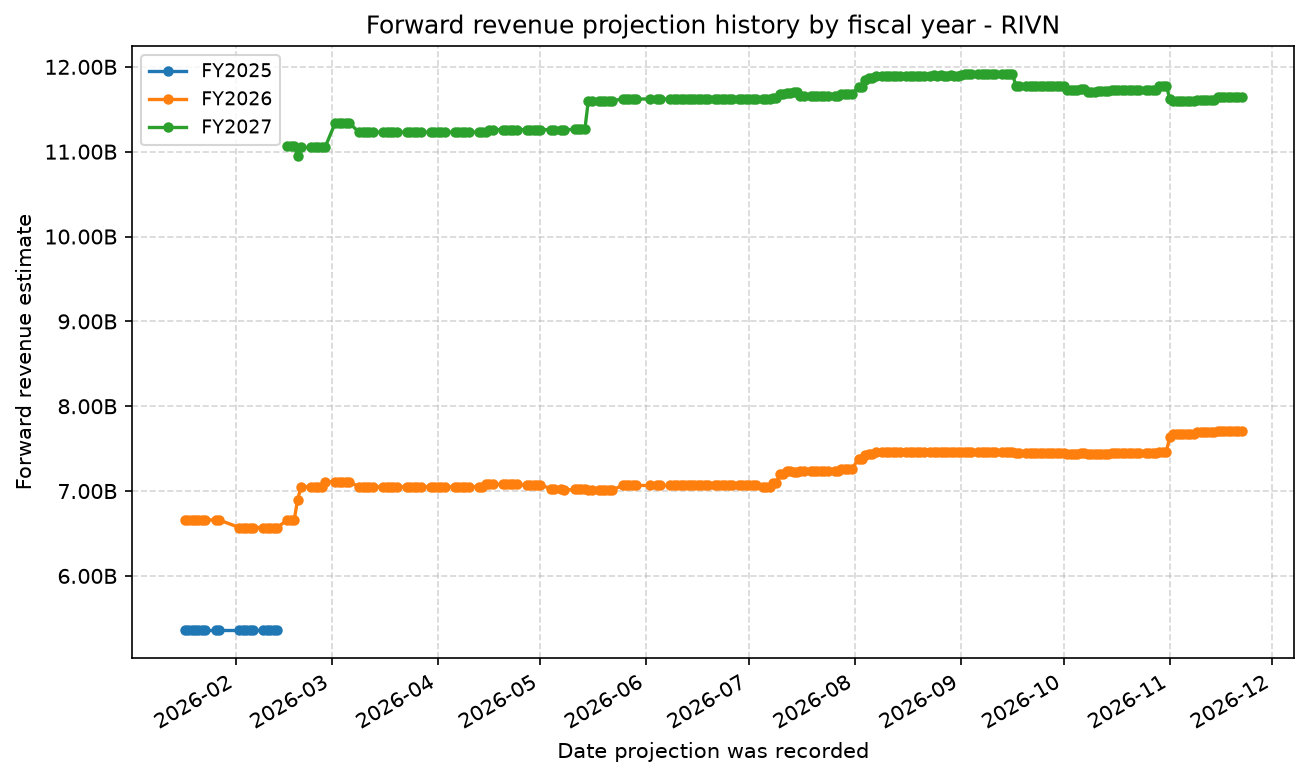 Forward revenue projection history by fiscal year - RIVN
FY2025
FY2026
FY2027
Forward revenue estimate
12.00B
11.00B
10.00B
9.00B
8.00B
7.00B
6.00B
2026-02
2026-03
2026-04
2026-05
2026-06
2026-07
2026-08
2026-09
2026-10
2026-11
2026-12
Date projection was recorded